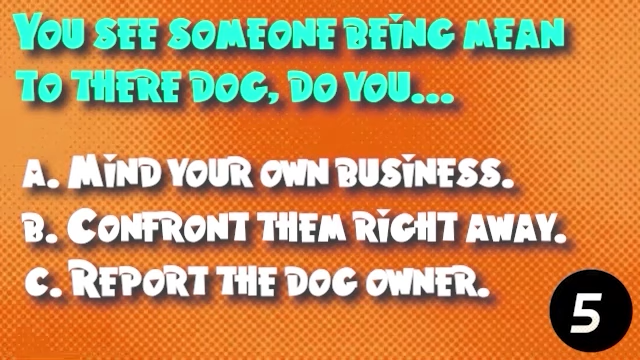 You see someone being mean
to there dog, do you...
A. Mind your own business.
B. Confront them right away.
C. Report the dog owner.
5